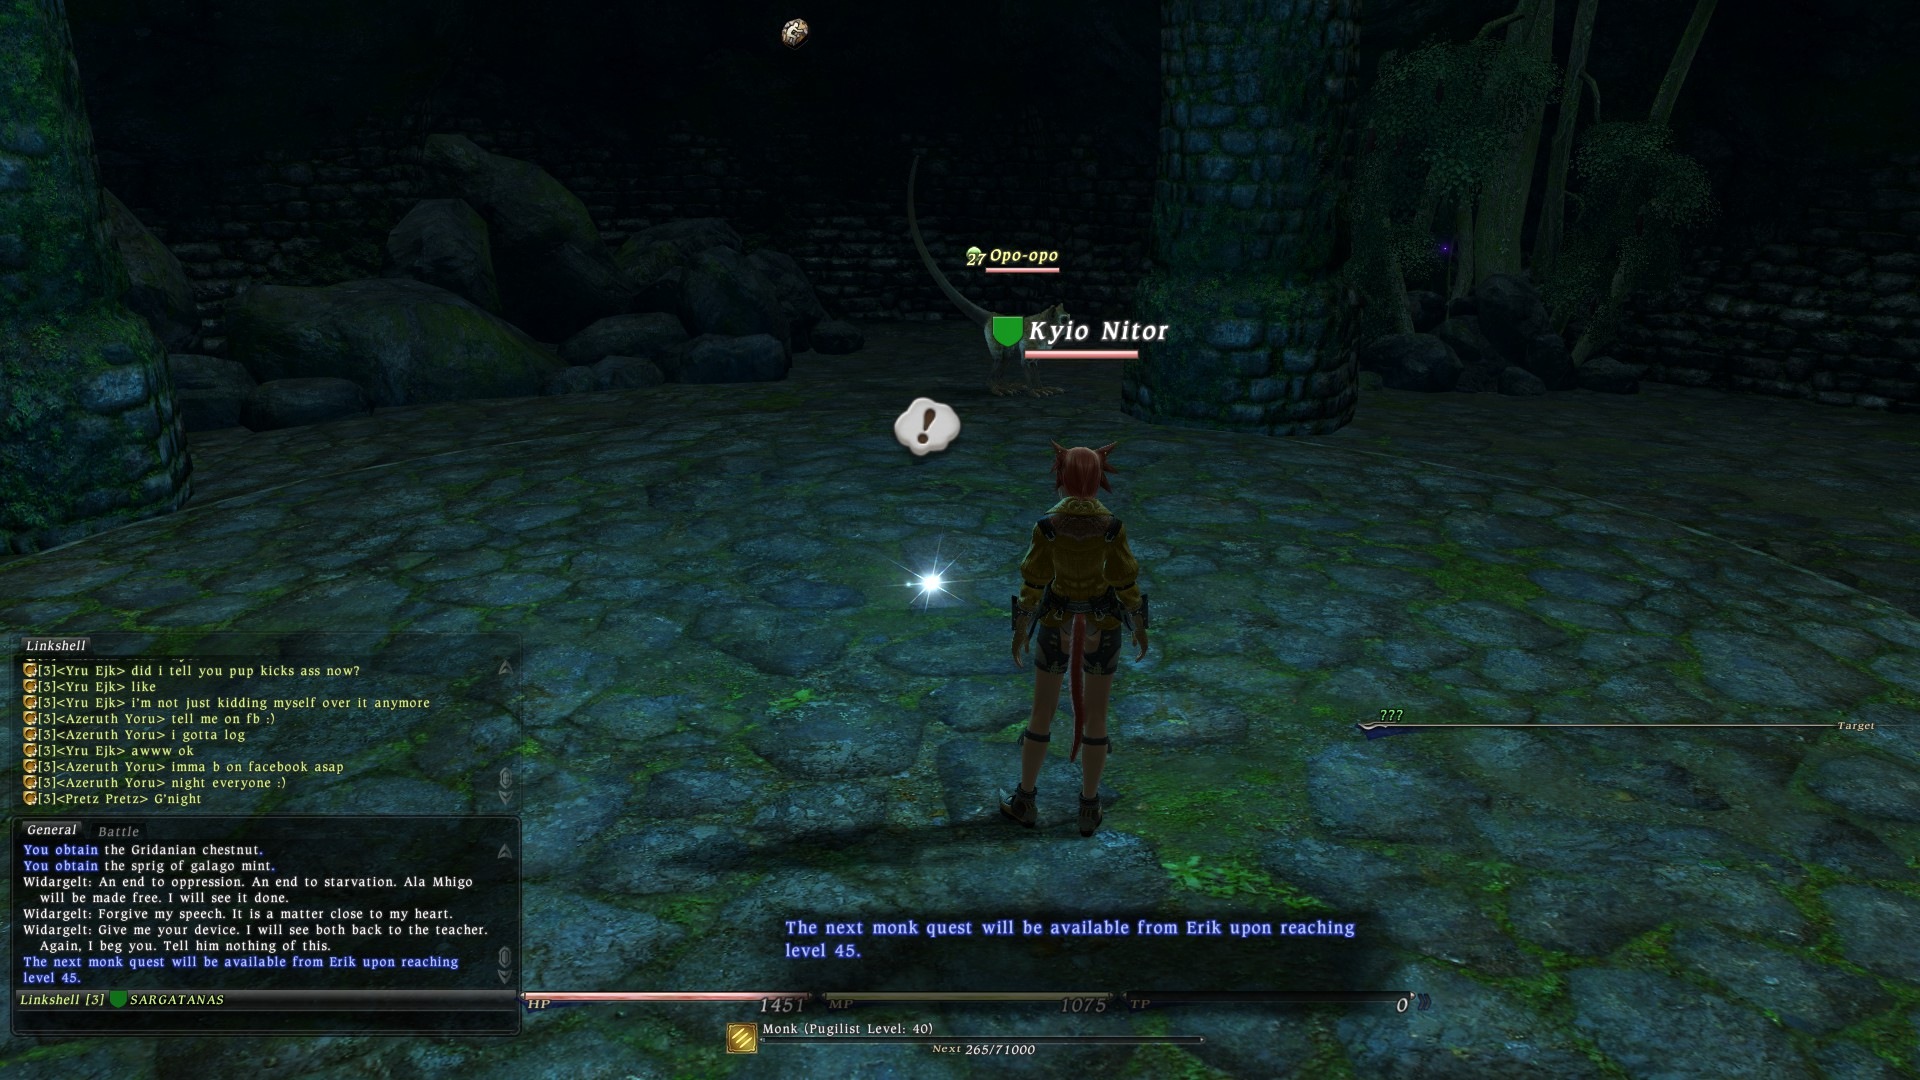 27 Opo-opo
Kyio Nitor
Linkshell
[3]<Yru Ejk> did i tell you pup kicks ass now?
[3]<Yru Ejk> like
[3]<Yru Ejk> i'm not just kidding myself over it anymore
[3]<Azeruth Yoru> tell me on fb :)
[3]<Azeruth Yoru> i gotta log
[3]<Yru Ejk> awww ok
[3]<Azeruth Yoru> imma b on facebook asap
[3]<Azeruth Yoru> night everyone :)
[3]<Pretz Pretz> G'night
??? Target
General Battle
You obtain the Gridanian chestnut.
You obtain the sprig of galago mint.
Widargelt: An end to oppression. An end to starvation. Ala Mhigo
will be made free. I will see it done.
Widargelt: Forgive my speech. It is a matter close to my heart.
Widargelt: Give me your device. I will see both back to the teacher.
Again, I beg you. Tell him nothing of this.
The next monk quest will be available from Erik upon reaching
level 45.
Linkshell [3] SARGATANAS
The next monk quest will be available from Erik upon reaching
level 45.
HP 1451 MP 1075 TP 0
Monk (Pugilist Level: 40)
Next 265/71000